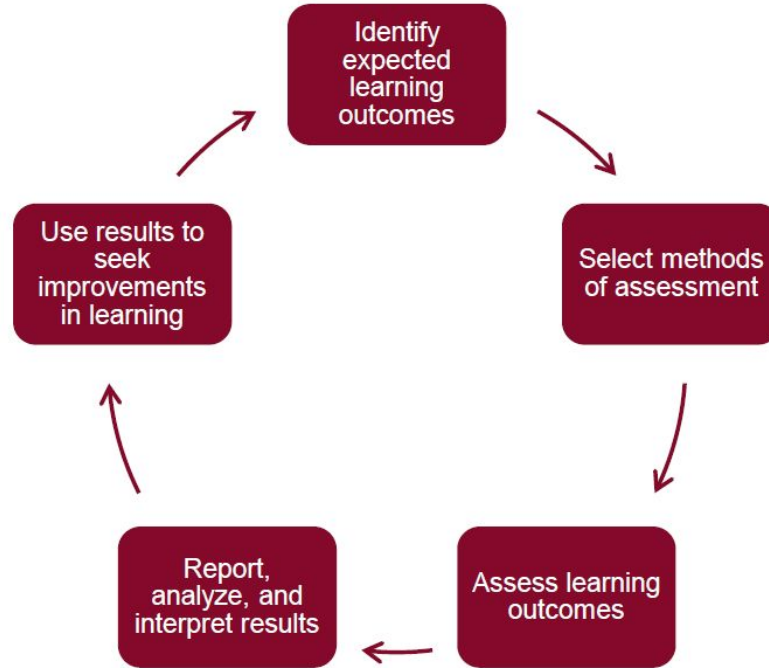 Identify
expected
learning
outcomes
Select methods
of assessment
Assess learning
outcomes
Report,
analyze, and
interpret results
Use results to
seek
improvements
in learning